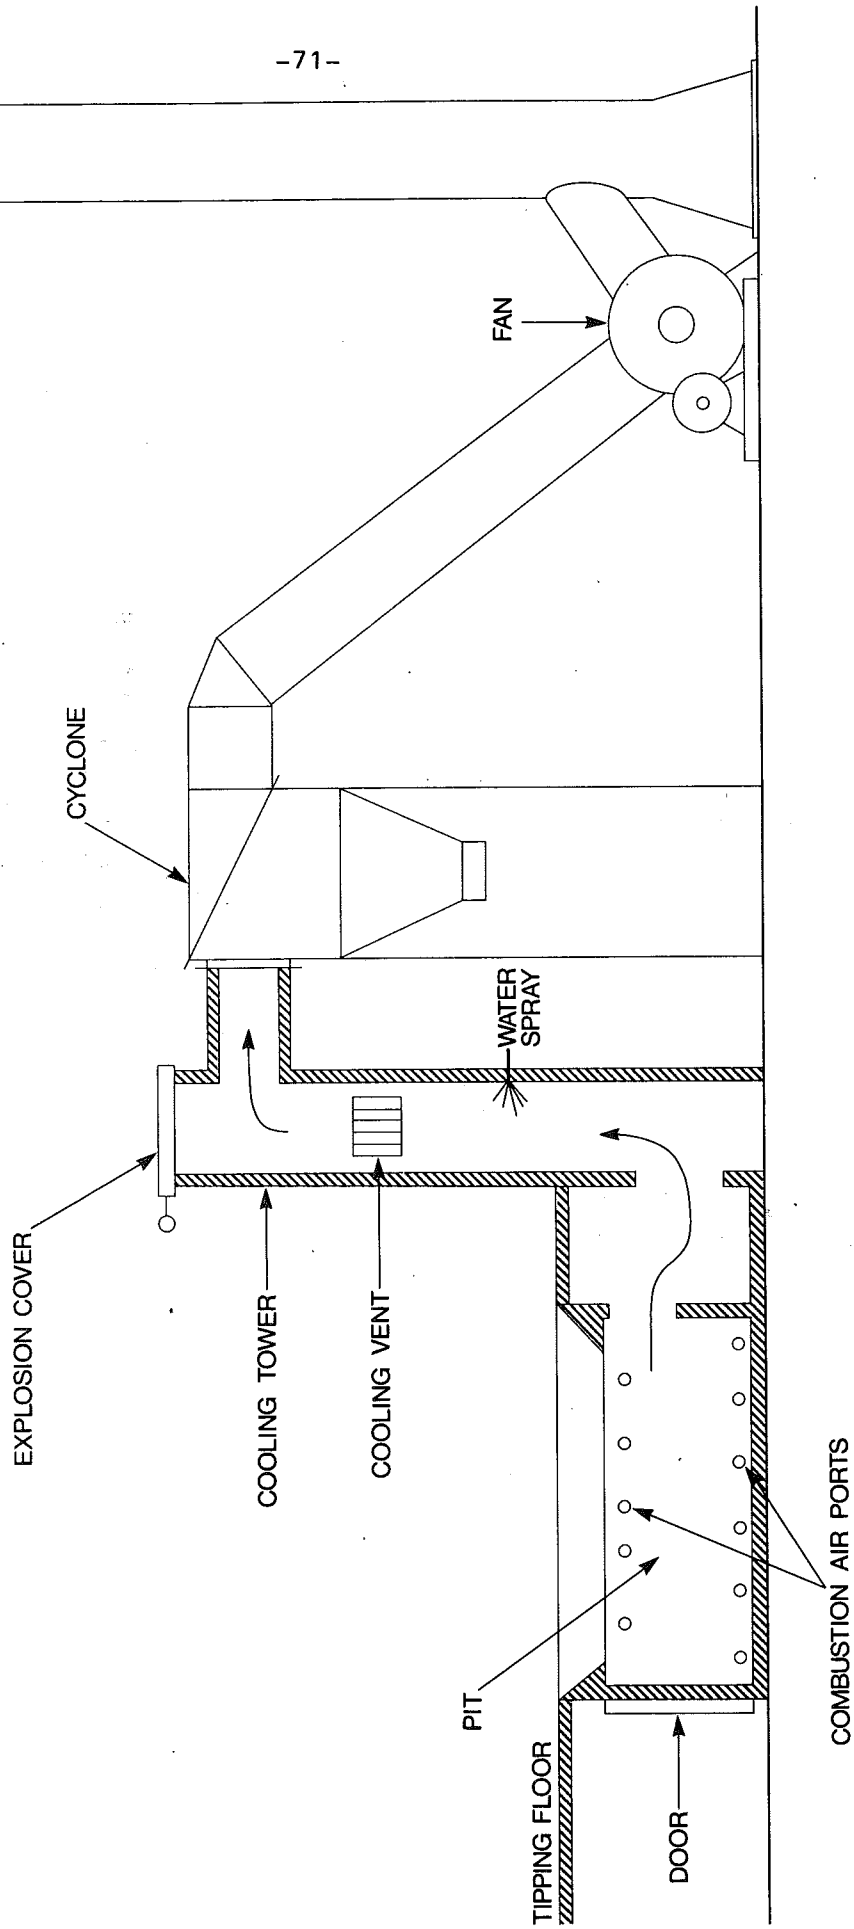 -71-
EXPLOSION COVER
CYCLONE
COOLING TOWER
COOLING VENT
WATER
SPRAY
FAN
TIPPING FLOOR
PIT
DOOR
COMBUSTION AIR PORTS